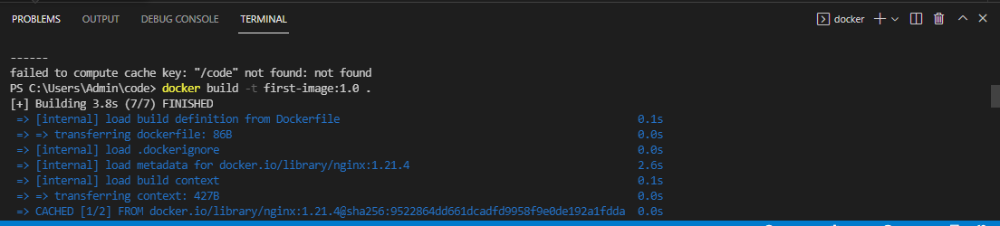 PROBLEMS OUTPUT DEBUG CONSOLE TERMINAL docker
------
failed to compute cache key: "/code" not found: not found
PS C:\Users\Admin\code> docker build -t first-image:1.0 .
[+] Building 3.8s (7/7) FINISHED
=> [internal] load build definition from Dockerfile 0.1s
=> => transferring dockerfile: 86B 0.0s
=> [internal] load .dockerignore 0.0s
=> [internal] load metadata for docker.io/library/nginx:1.21.4 2.6s
=> [internal] load build context 0.1s
=> => transferring context: 427B 0.0s
=> CACHED [1/2] FROM docker.io/library/nginx:1.21.4@sha256:9522864dd661dcadfd9958f9e0de192a1fdda 0.0s